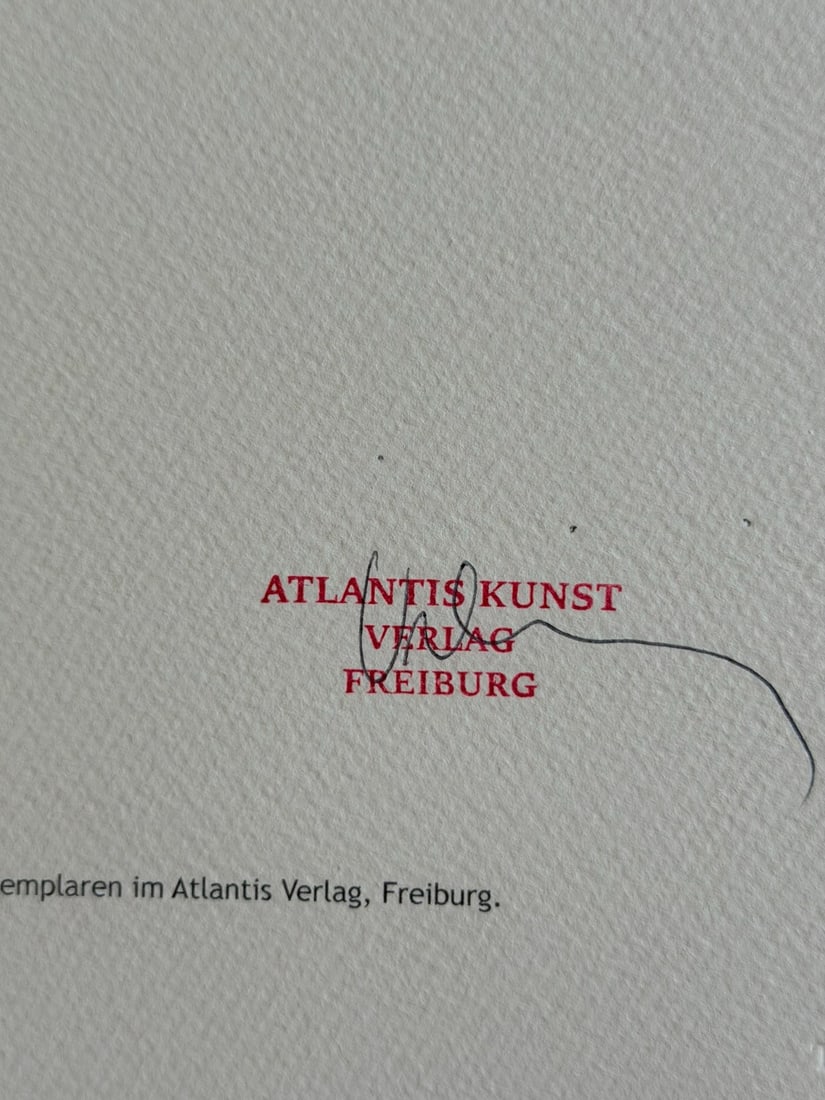 ATLANTIS KUNST
VERLAG
FREIBURG
emplaren im Atlantis Verlag, Freiburg.